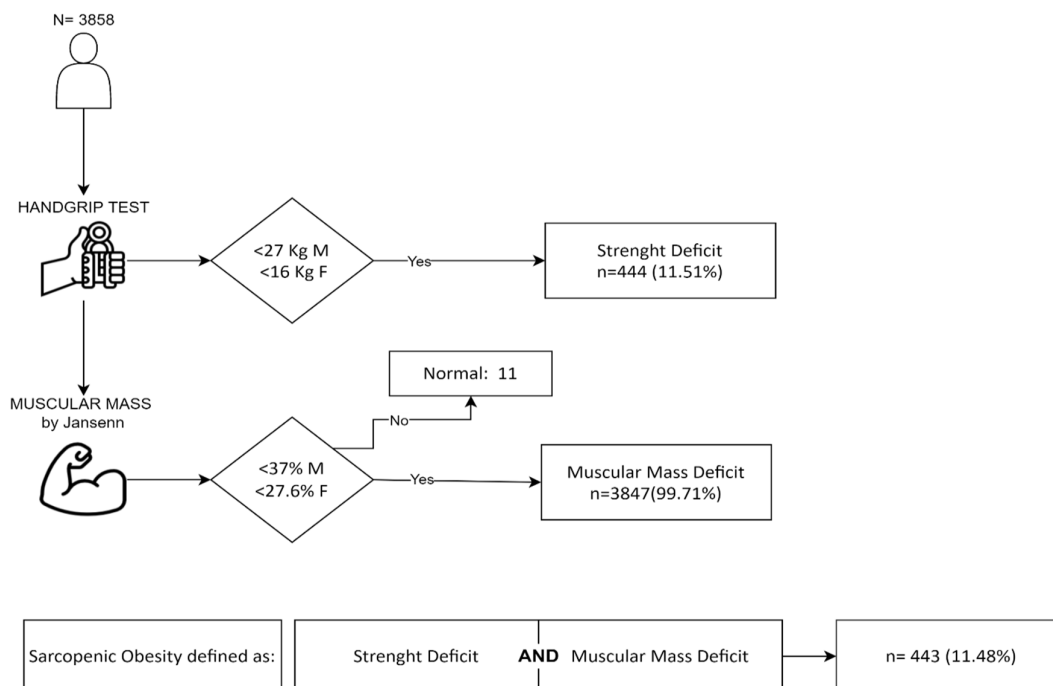 N= 3858
HANDGRIP TEST
<27 Kg M
<16 Kg F
Yes
Strenght Deficit
n=444 (11.51%)
Normal: 11
No
MUSCULAR MASS
by Jansenn
<37% M
<27.6% F
Yes
Muscular Mass Deficit
n=3847(99.71%)
Sarcopenic Obesity defined as:
Strenght Deficit AND Muscular Mass Deficit
n= 443 (11.48%)